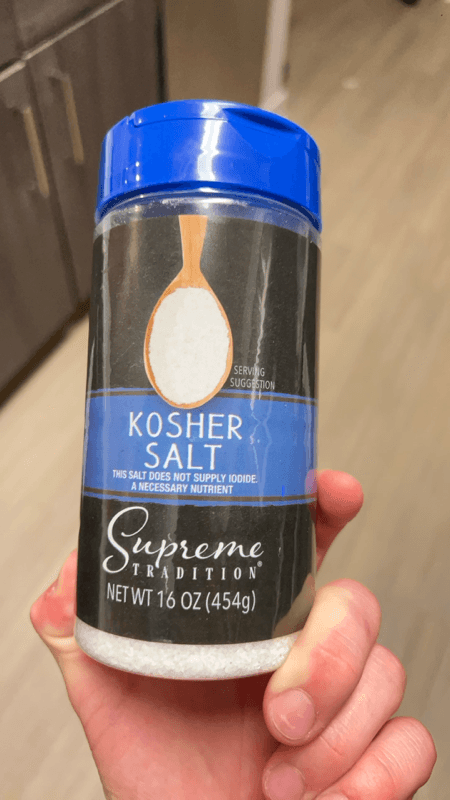 SERVING
SUGGESTION
KOSHER
SALT
THIS SALT DOES NOT SUPPLY IODIDE.
A NECESSARY NUTRIENT
Supreme
TRADITION®
NET WT 16 OZ (454g)